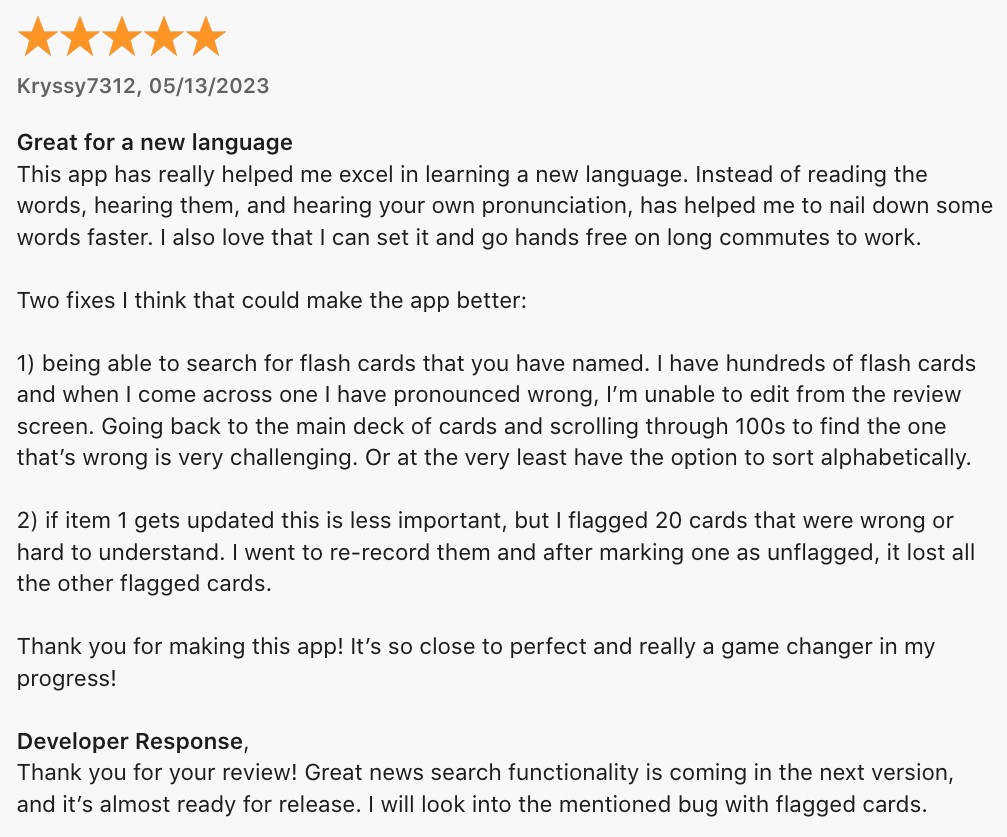 Kryssy7312, 05/13/2023
Great for a new language
This app has really helped me excel in learning a new language. Instead of reading the
words, hearing them, and hearing your own pronunciation, has helped me to nail down some
words faster. I also love that I can set it and go hands free on long commutes to work.
Two fixes I think that could make the app better:
1) being able to search for flash cards that you have named. I have hundreds of flash cards
and when I come across one I have pronounced wrong, I’m unable to edit from the review
screen. Going back to the main deck of cards and scrolling through 100s to find the one
that’s wrong is very challenging. Or at the very least have the option to sort alphabetically.
2) if item 1 gets updated this is less important, but I flagged 20 cards that were wrong or
hard to understand. I went to re-record them and after marking one as unflagged, it lost all
the other flagged cards.
Thank you for making this app! It’s so close to perfect and really a game changer in my
progress!
Developer Response,
Thank you for your review! Great news search functionality is coming in the next version,
and it’s almost ready for release. I will look into the mentioned bug with flagged cards.